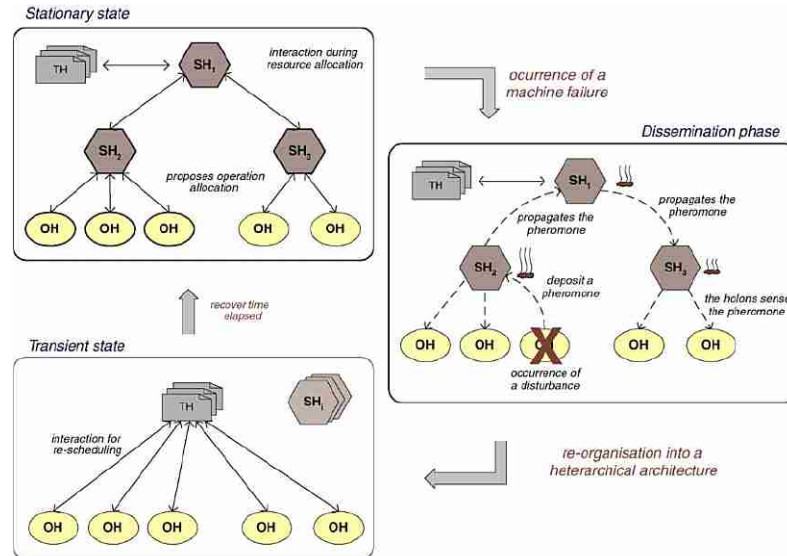 Stationary state
TH
SH1
interaction during
resource allocation
SH2
SH3
proposes operation
allocation
OH
OH
OH
OH
OH
ocurrence of a
machine failure
Dissemination phase
TH
SH1
propagates the
pheromone
propagates the
pheromone
SH2
SH3
deposit a
pheromone
the holons sense
the pheromone
OH
OH
OH
OH
OH
occurrence of
a disturbance
recover time
elapsed
Transient state
TH
SHi
interaction for
re-scheduling
OH
OH
OH
OH
OH
re-organisation into a
heterarchical architecture